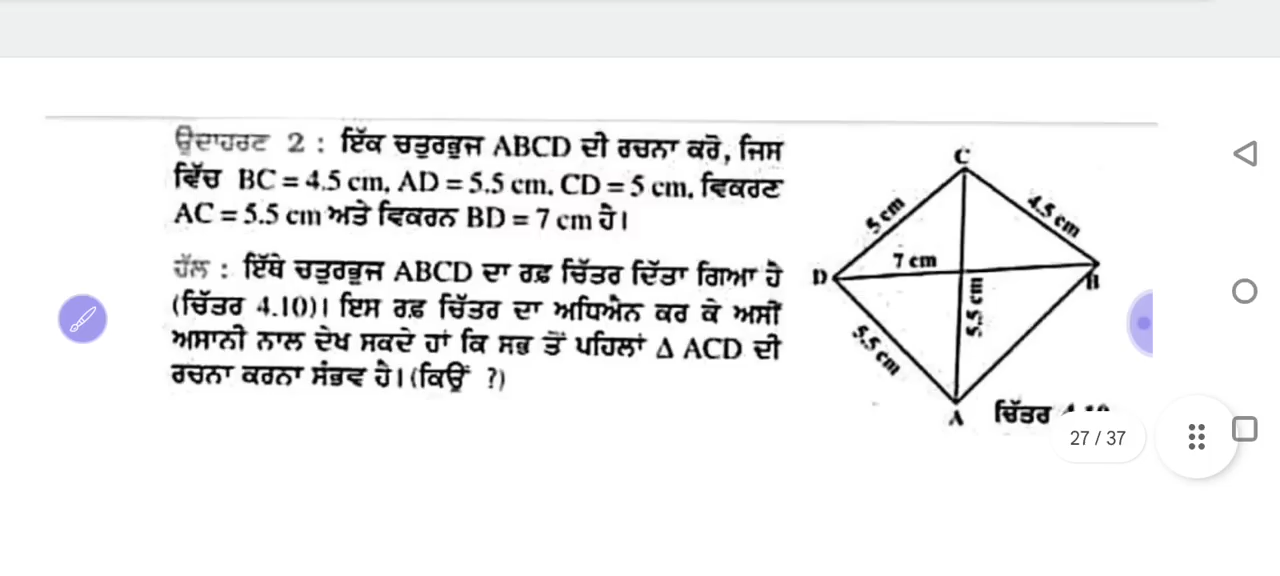 ਉਦਾਹਰਣ 2 : ਇੱਕ ਚਤੁਰਭੁਜ ABCD ਦੀ ਰਚਨਾ ਕਰੋ, ਜਿਸ
ਵਿੱਚ BC = 4.5 cm, AD = 5.5 cm, CD = 5 cm, ਵਿਕਰਣ
AC = 5.5 cm ਅਤੇ ਵਿਕਰਨ BD = 7 cm ਹੈ।
ਹੱਲ : ਇੱਥੇ ਚਤੁਰਭੁਜ ABCD ਦਾ ਰਫ਼ ਚਿੱਤਰ ਦਿੱਤਾ ਗਿਆ ਹੈ
(ਚਿੱਤਰ 4.10)। ਇਸ ਰਫ਼ ਚਿੱਤਰ ਦਾ ਅਧਿਐਨ ਕਰ ਕੇ ਅਸੀਂ
ਅਸਾਨੀ ਨਾਲ ਦੇਖ ਸਕਦੇ ਹਾਂ ਕਿ ਸਭ ਤੋਂ ਪਹਿਲਾਂ Δ ACD ਦੀ
ਰਚਨਾ ਕਰਨਾ ਸੰਭਵ ਹੈ। (ਕਿਉਂ ?)
C
5 cm
4.5 cm
7 cm
D
B
5.5 cm
5.5 cm
A
ਚਿੱਤਰ
27 / 37